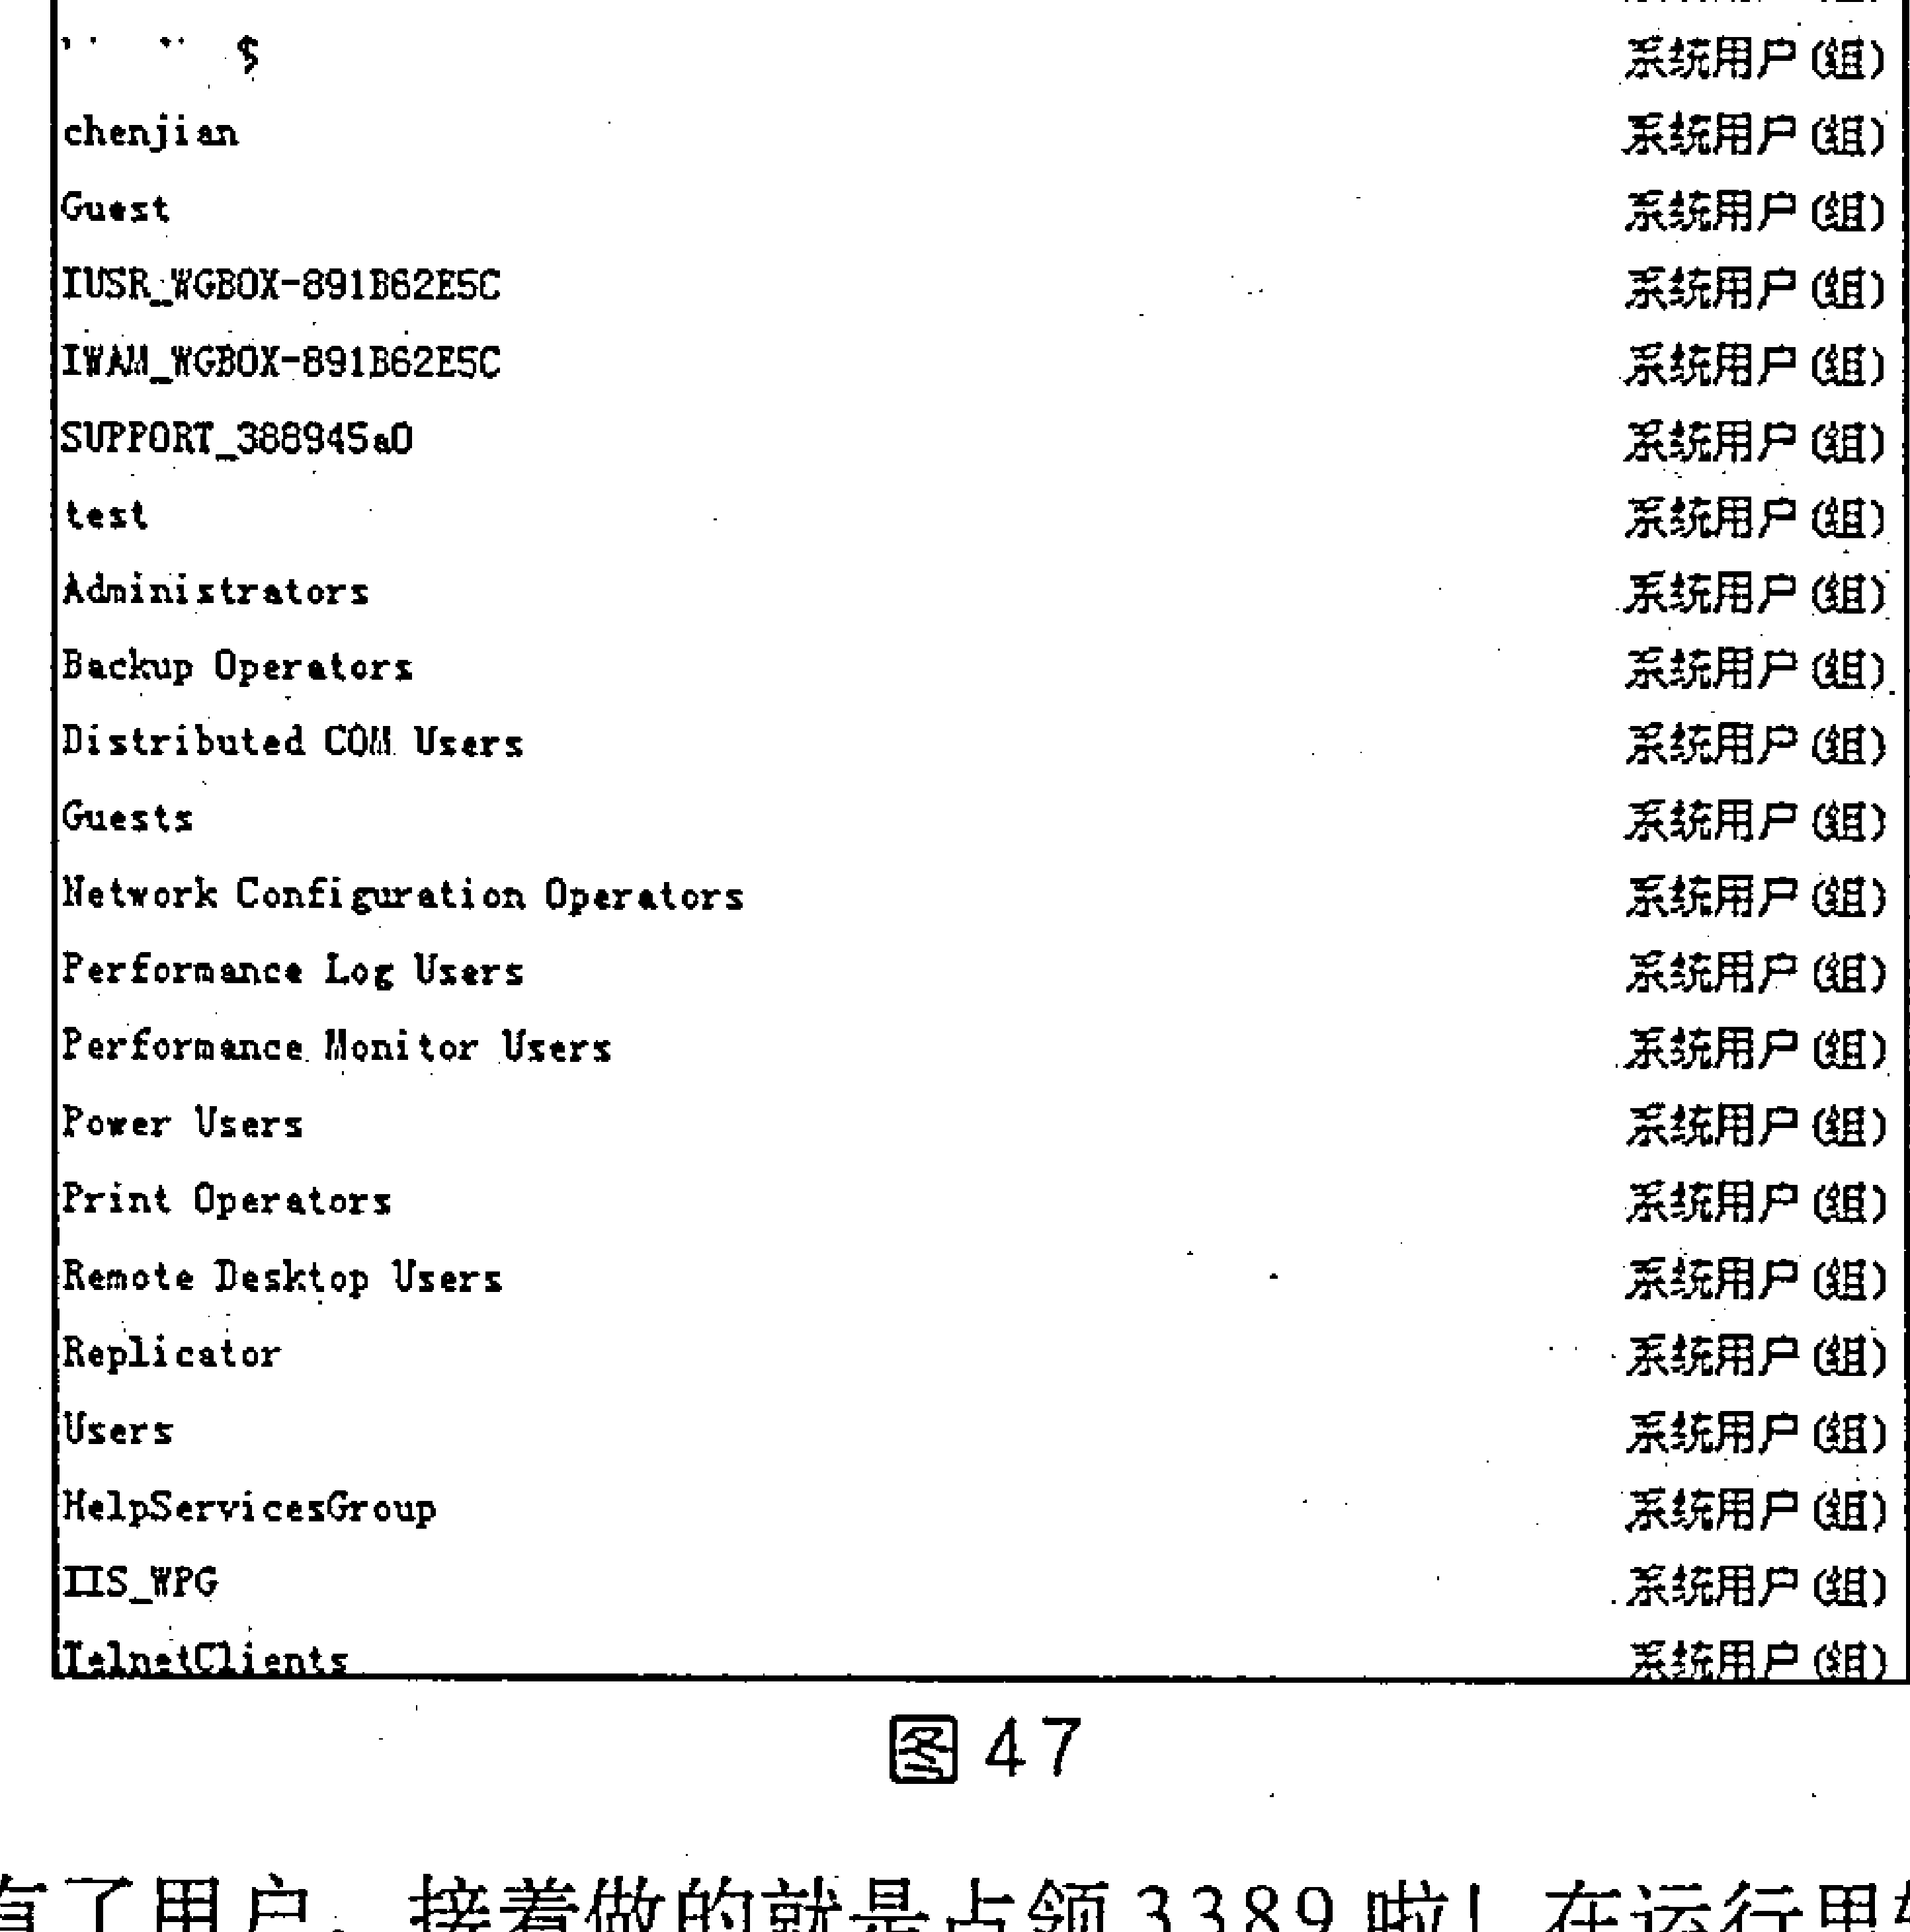 $ 系统用户(组)
chenjian 系统用户(组)
Guest 系统用户(组)
IUSR_WGBOX-891B62E5C 系统用户(组)
IWAM_WGBOX-891B62E5C 系统用户(组)
SUPPORT_388945a0 系统用户(组)
test 系统用户(组)
Administrators 系统用户(组)
Backup Operators 系统用户(组)
Distributed COM Users 系统用户(组)
Guests 系统用户(组)
Network Configuration Operators 系统用户(组)
Performance Log Users 系统用户(组)
Performance Monitor Users 系统用户(组)
Power Users 系统用户(组)
Print Operators 系统用户(组)
Remote Desktop Users 系统用户(组)
Replicator 系统用户(组)
Users 系统用户(组)
HelpServicesGroup 系统用户(组)
IIS_WPG 系统用户(组)
TelnetClients 系统用户(组)
图 47
有了用户，接着做的就是占领 3389 啦！在运行里